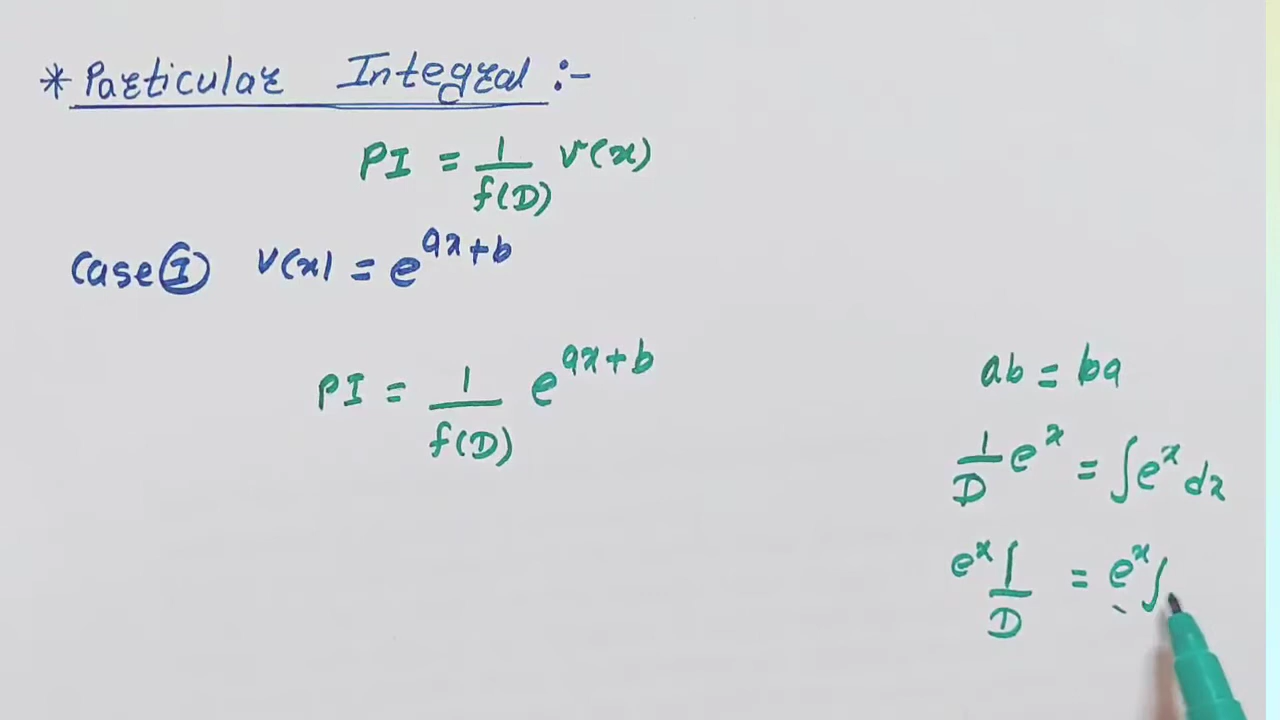 * Particular Integral :-
PI = 1/f(D) V(x)
Case (I) V(x) = e^(ax+b)
PI = 1/f(D) e^(ax+b)
ab = ba
1/D e^x = ∫e^x dx
e^x 1/D = e^x ∫